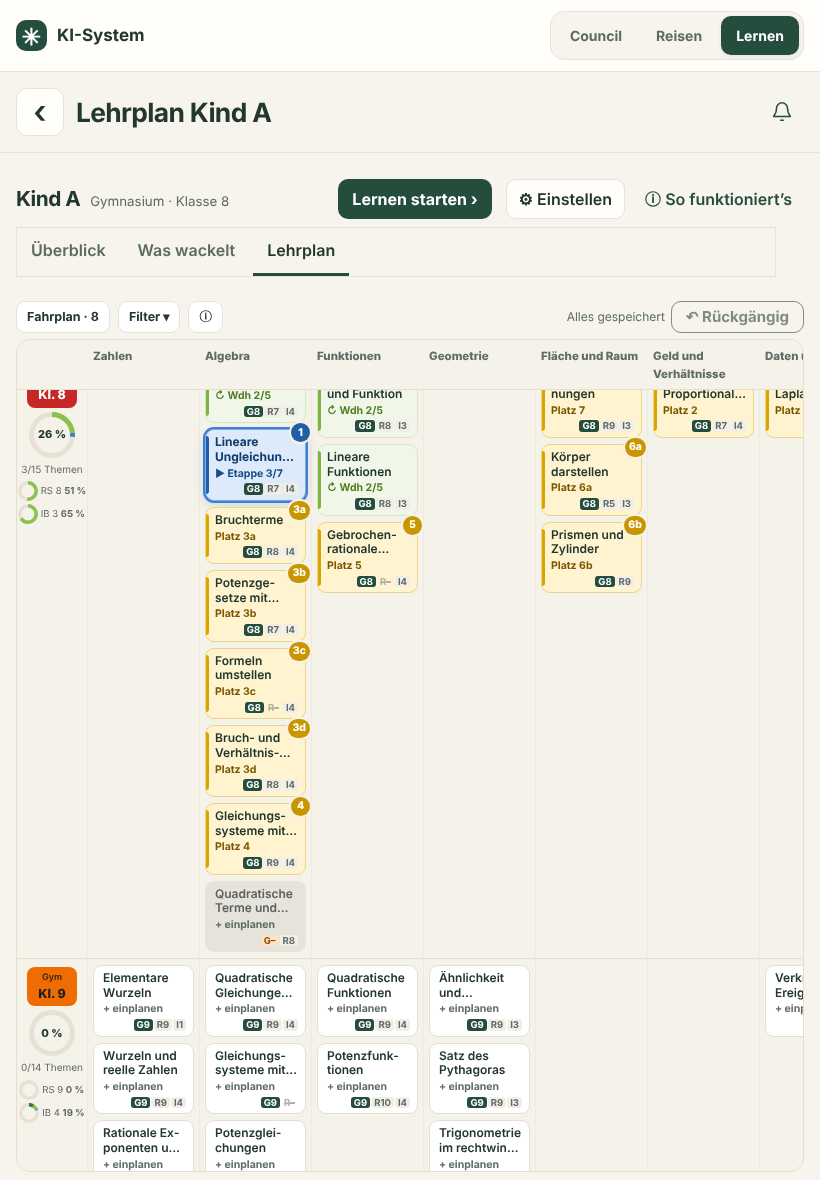 KI-System
Council
Reisen
Lernen
Lehrplan Kind A
Kind A Gymnasium · Klasse 8
Lernen starten ›
⚙ Einstellen
ⓘ So funktioniert's
Überblick
Was wackelt
Lehrplan
Fahrplan · 8
Filter ▾
ⓘ
Alles gespeichert
↶ Rückgängig
Zahlen
Algebra
Funktionen
Geometrie
Fläche und Raum
Geld und
Verhältnisse
Daten
Kl. 8
26 %
3/15 Themen
RS 8 51 %
IB 3 65 %
↻ Wdh 2/5
G8 R7 I4
1
Lineare
Ungleichun…
▶ Etappe 3/7
G8 R7 I4
3a
Bruchterme
Platz 3a
G8 R8 I4
3b
Potenzge-
setze mit…
Platz 3b
G8 R7 I4
3c
Formeln
umstellen
Platz 3c
G8 R– I4
3d
Bruch- und
Verhältnis-…
Platz 3d
G8 R8 I4
4
Gleichungs-
systeme mit…
Platz 4
G8 R9 I4
Quadratische
Terme und…
+ einplanen
G– R8
und Funktion
↻ Wdh 2/5
G8 R8 I3
Lineare
Funktionen
↻ Wdh 2/5
G8 R8 I3
5
Gebrochen-
rationale…
Platz 5
G8 R– I4
nungen
Platz 7
G8 R9 I3
6a
Körper
darstellen
Platz 6a
G8 R5 I3
6b
Prismen und
Zylinder
Platz 6b
G8 R9
Proportional…
Platz 2
G8 R7 I4
Platz
Gym
Kl. 9
0 %
0/14 Themen
RS 9 0 %
IB 4 19 %
Elementare
Wurzeln
+ einplanen
G9 R9 I1
Wurzeln und
reelle Zahlen
+ einplanen
G9 R9 I4
Rationale Ex-
ponenten u…
+ einplanen
Quadratische
Gleichunge…
+ einplanen
G9 R9 I4
Gleichungs-
systeme mit…
+ einplanen
G9 R–
Potenzglei-
chungen
+ einplanen
Quadratische
Funktionen
+ einplanen
G9 R9 I4
Potenzfunk-
tionen
+ einplanen
G9 R10 I4
Ähnlichkeit
und…
+ einplanen
G9 R9 I3
Satz des
Pythagoras
+ einplanen
G9 R9 I3
Trigonometrie
im rechtwin…
+ einplanen